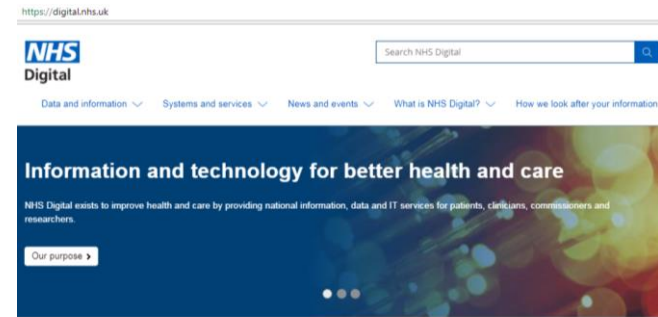 https://digital.nhs.uk
NHS
Digital
Search NHS Digital
Data and information
Systems and services
News and events
What is NHS Digital?
How we look after your information
Information and technology for better health and care
NHS Digital exists to improve health and care by providing national information, data and IT services for patients, clinicians, commissioners and
researchers.
Our purpose